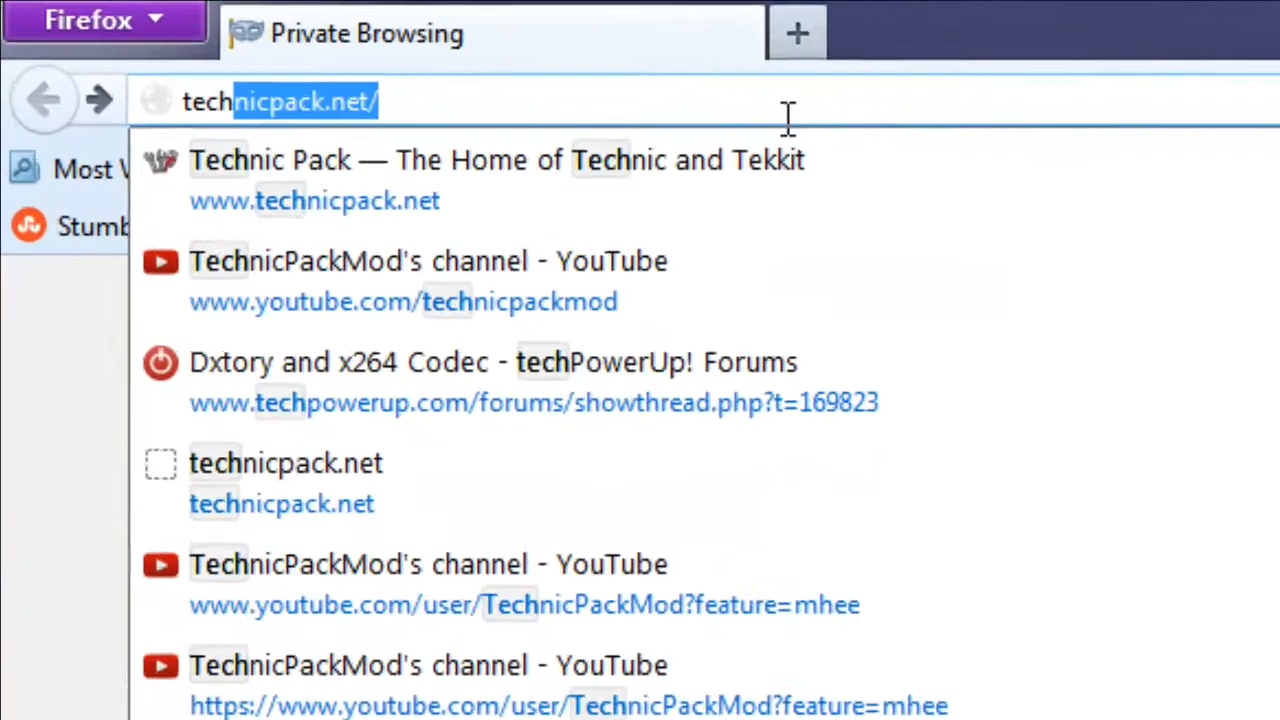 Firefox
Private Browsing
technicpack.net/
Most
Technic Pack — The Home of Technic and Tekkit
www.technicpack.net
Stumb
TechnicPackMod's channel - YouTube
www.youtube.com/technicpackmod
Dxtory and x264 Codec - techPowerUp! Forums
www.techpowerup.com/forums/showthread.php?t=169823
technicpack.net
technicpack.net
TechnicPackMod's channel - YouTube
www.youtube.com/user/TechnicPackMod?feature=mhee
TechnicPackMod's channel - YouTube
https://www.youtube.com/user/TechnicPackMod?feature=mhee